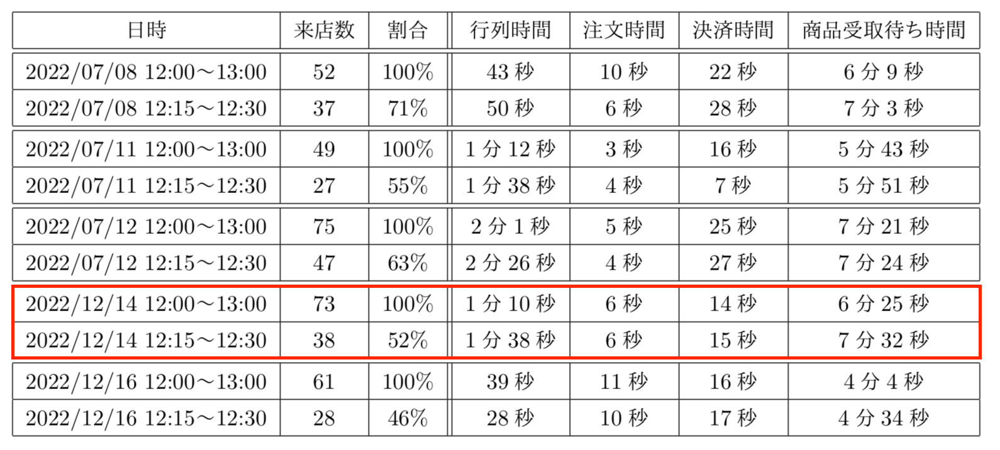 日時 来店数 割合 行列時間 注文時間 決済時間 商品受取待ち時間
2022/07/08 12:00〜13:00 52 100% 43 秒 10 秒 22 秒 6 分 9 秒
2022/07/08 12:15〜12:30 37 71% 50 秒 6 秒 28 秒 7 分 3 秒
2022/07/11 12:00〜13:00 49 100% 1 分 12 秒 3 秒 16 秒 5 分 43 秒
2022/07/11 12:15〜12:30 27 55% 1 分 38 秒 4 秒 7 秒 5 分 51 秒
2022/07/12 12:00〜13:00 75 100% 2 分 1 秒 5 秒 25 秒 7 分 21 秒
2022/07/12 12:15〜12:30 47 63% 2 分 26 秒 4 秒 27 秒 7 分 24 秒
2022/12/14 12:00〜13:00 73 100% 1 分 10 秒 6 秒 14 秒 6 分 25 秒
2022/12/14 12:15〜12:30 38 52% 1 分 38 秒 6 秒 15 秒 7 分 32 秒
2022/12/16 12:00〜13:00 61 100% 39 秒 11 秒 16 秒 4 分 4 秒
2022/12/16 12:15〜12:30 28 46% 28 秒 10 秒 17 秒 4 分 34 秒